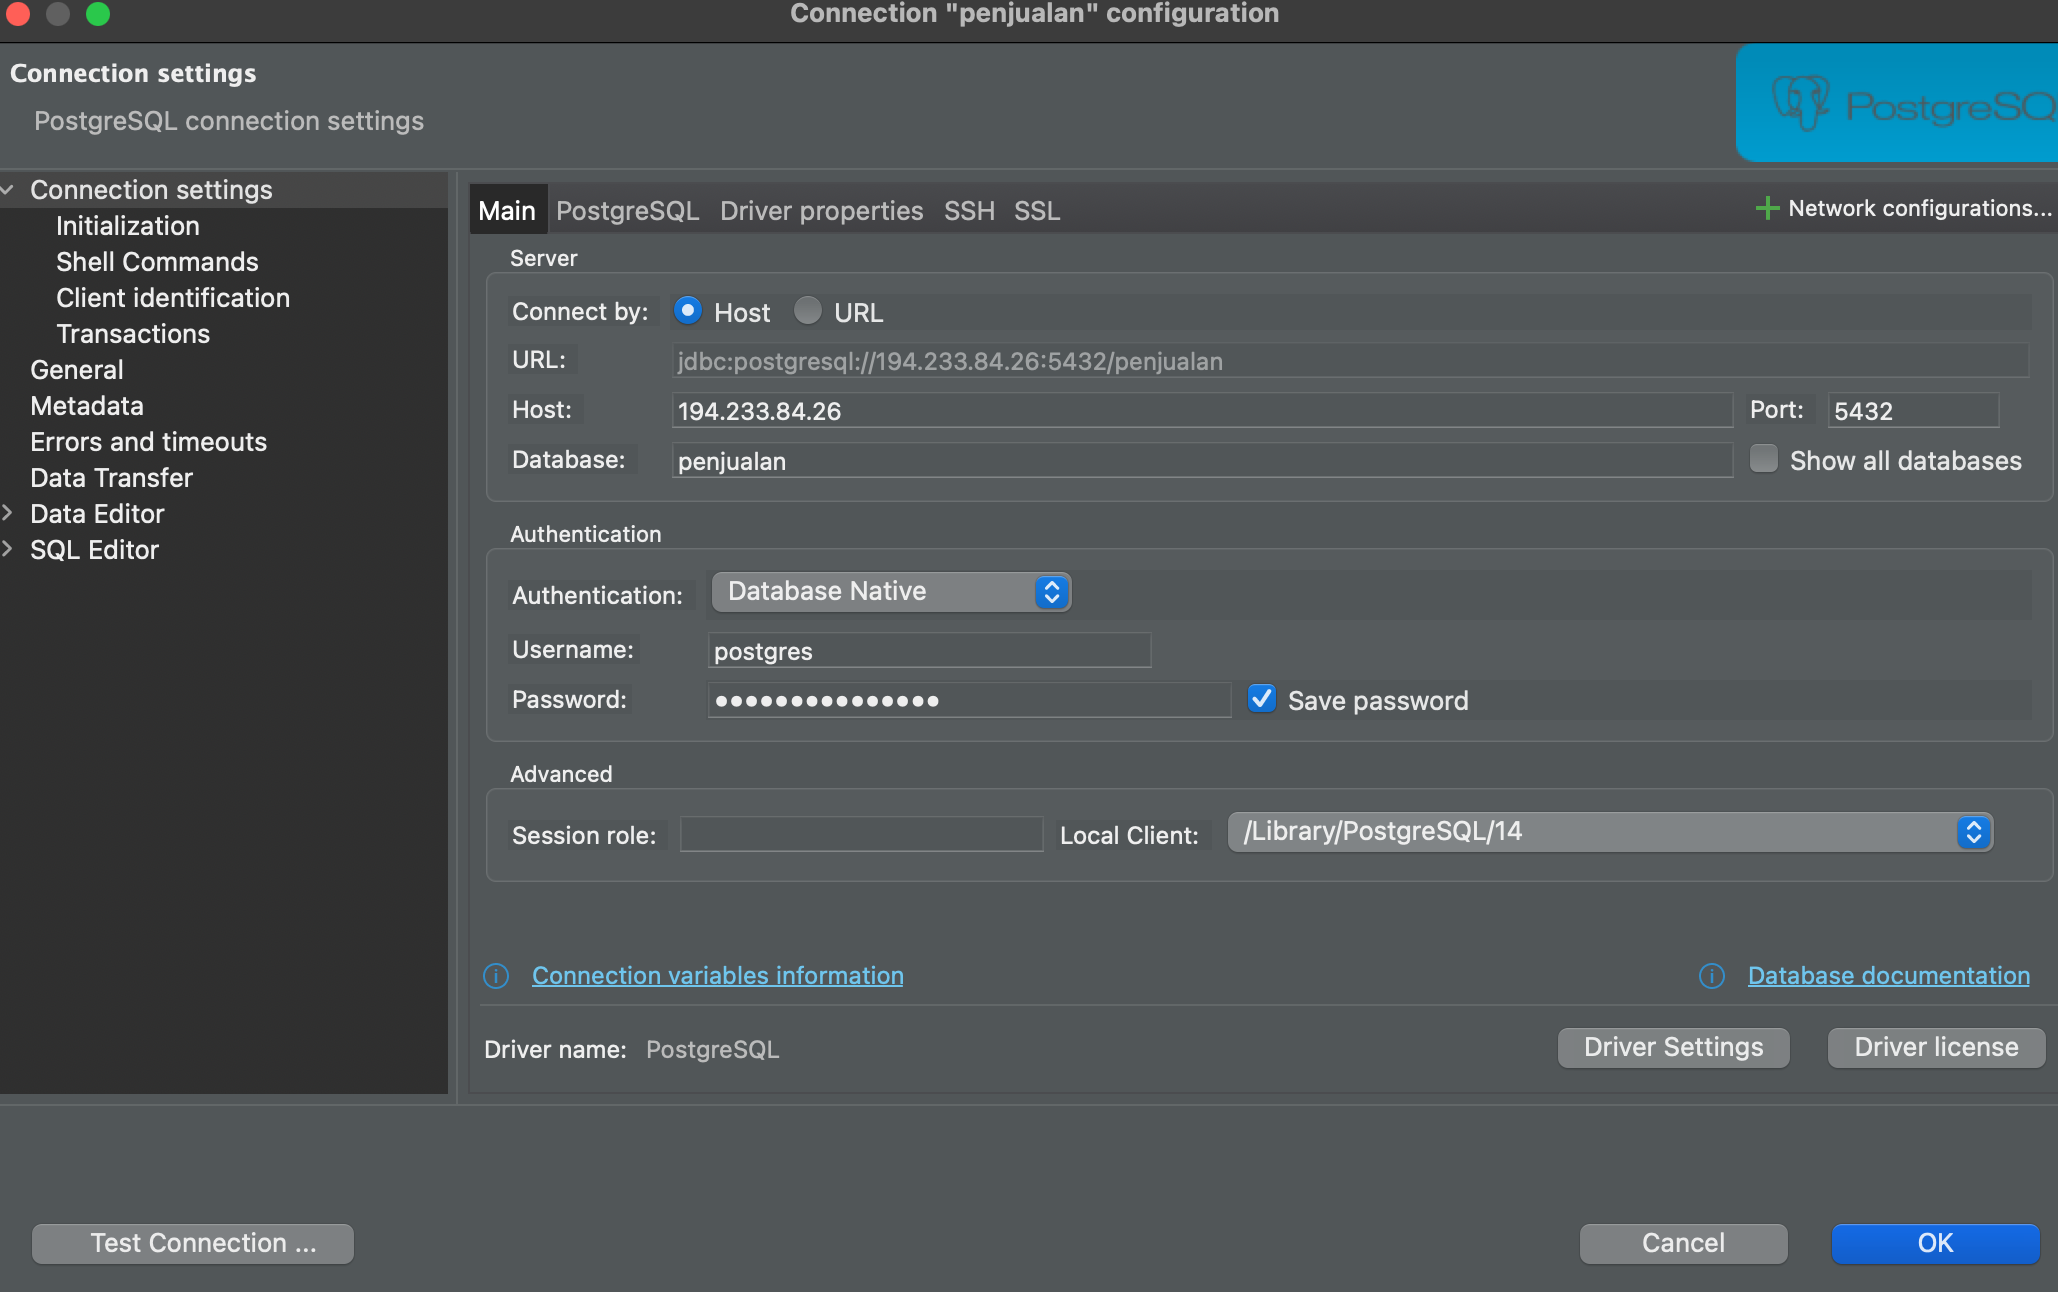 Connection "penjualan" configuration
Connection settings
PostgreSQL connection settings
PostgreSQ
Connection settings
Initialization
Shell Commands
Client identification
Transactions
General
Metadata
Errors and timeouts
Data Transfer
Data Editor
SQL Editor
Main PostgreSQL Driver properties SSH SSL
Network configurations...
Server
Connect by: Host URL
URL: jdbc:postgresql://194.233.84.26:5432/penjualan
Host: 194.233.84.26 Port: 5432
Database: penjualan Show all databases
Authentication
Authentication: Database Native
Username: postgres
Password: ••••••••••••••• Save password
Advanced
Session role: Local Client: /Library/PostgreSQL/14
Connection variables information Database documentation
Driver name: PostgreSQL Driver Settings Driver license
Test Connection ... Cancel OK